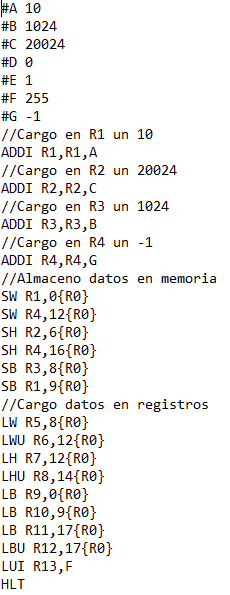 #A 10
#B 1024
#C 20024
#D 0
#E 1
#F 255
#G -1
//Cargo en R1 un 10
ADDI R1,R1,A
//Cargo en R2 un 20024
ADDI R2,R2,C
//Cargo en R3 un 1024
ADDI R3,R3,B
//Cargo en R4 un -1
ADDI R4,R4,G
//Almaceno datos en memoria
SW R1,0{R0}
SW R4,12{R0}
SH R2,6{R0}
SH R4,16{R0}
SB R3,8{R0}
SB R1,9{R0}
//Cargo datos en registros
LW R5,8{R0}
LWU R6,12{R0}
LH R7,12{R0}
LHU R8,14{R0}
LB R9,0{R0}
LB R10,9{R0}
LB R11,17{R0}
LBU R12,17{R0}
LUI R13,F
HLT